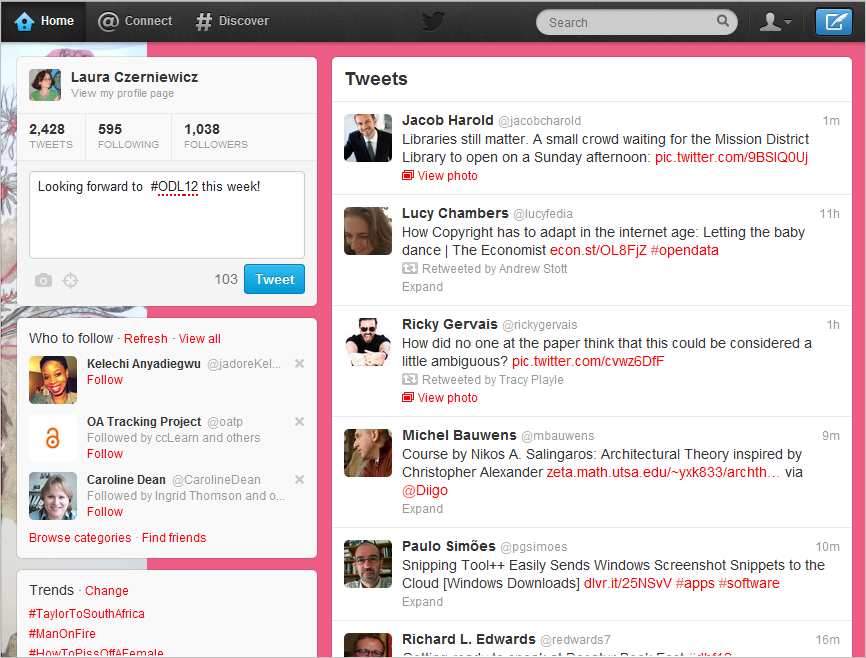 Home
Connect
Discover
Search
Laura Czerniewicz
View my profile page
2,428 595 1,038
TWEETS FOLLOWING FOLLOWERS
Looking forward to #ODL12 this week!
103 Tweet
Who to follow · Refresh · View all
Kelechi Anyadiegwu @jadoreKel...
Follow
OA Tracking Project @oatp
Followed by ccLearn and others
Follow
Caroline Dean @CarolineDean
Followed by Ingrid Thomson and o...
Follow
Browse categories · Find friends
Trends · Change
#TaylorToSouthAfrica
#ManOnFire
#HowToPissOffAFemale
Tweets
Jacob Harold @jacobcharold 1m
Libraries still matter. A small crowd waiting for the Mission District
Library to open on a Sunday afternoon: pic.twitter.com/9BSlQ0Uj
View photo
Lucy Chambers @lucyfedia 11h
How Copyright has to adapt in the internet age: Letting the baby
dance | The Economist econ.st/OL8FjZ #opendata
Retweeted by Andrew Stott
Expand
Ricky Gervais @rickygervais 1h
How did no one at the paper think that this could be considered a
little ambiguous? pic.twitter.com/cvwz6DfF
Retweeted by Tracy Playle
View photo
Michel Bauwens @mbauwens 9m
Course by Nikos A. Salingaros: Architectural Theory inspired by
Christopher Alexander zeta.math.utsa.edu/~yxk833/archth… via
@Diigo
Expand
Paulo Simões @pgsimoes 10m
Snipping Tool++ Easily Sends Windows Screenshot Snippets to the
Cloud [Windows Downloads] dlvr.it/25NSvV #apps #software
Expand
Richard L. Edwards @redwards7 16m
Getting ready to speak at Decatur Book Fest #dbf12